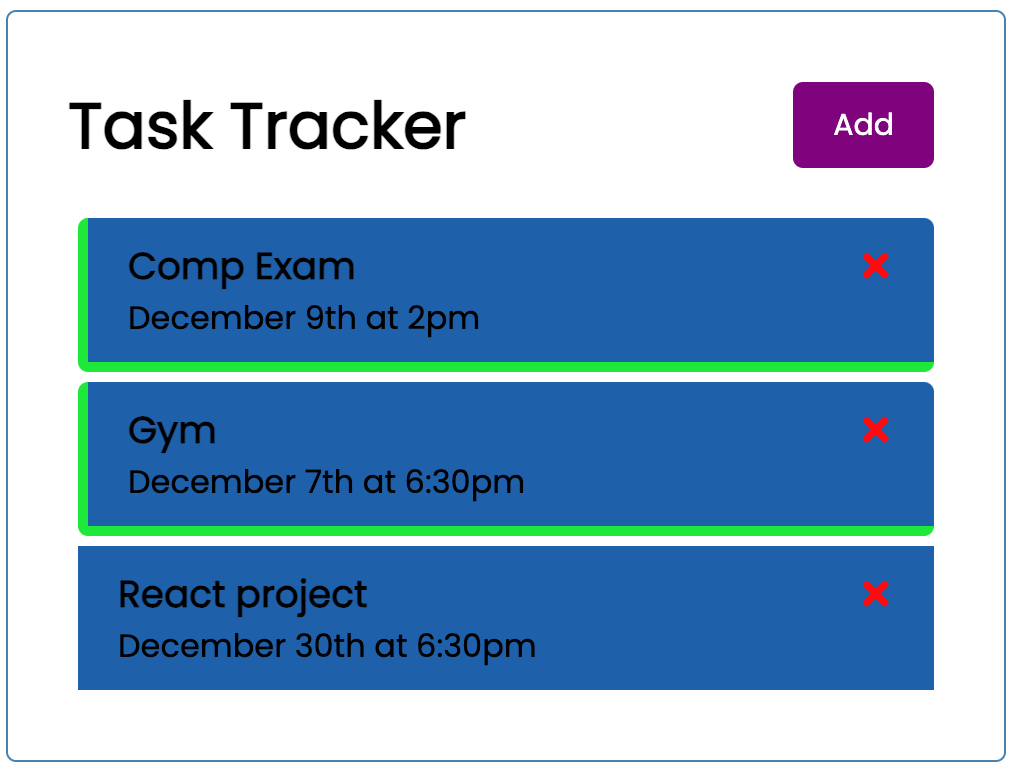 Task Tracker
Add
Comp Exam
December 9th at 2pm
Gym
December 7th at 6:30pm
React project
December 30th at 6:30pm